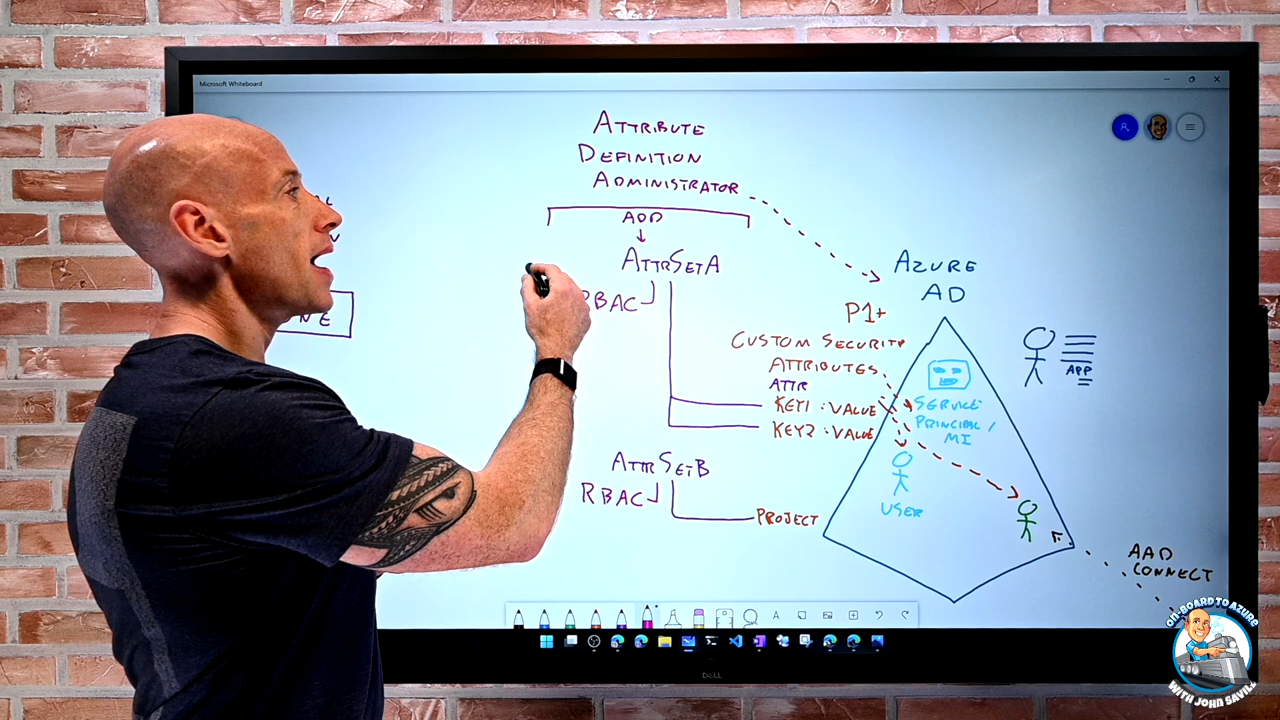 Microsoft Whiteboard
ATTRIBUTE
DEFINITION
ADMINISTRATOR
ADD
ATTRSETA
RBAC
AZURE
AD
P1+
CUSTOM SECURITY
ATTRIBUTES
ATTR
KEY1 : VALUE
KEY2 : VALUE
ATTRSETB
RBAC
PROJECT
SERVICE
PRINCIPAL /
MI
USER
APP
AAD
CONNECT
DELL
ON-BOARD TO AZURE
WITH JOHN SAVILL